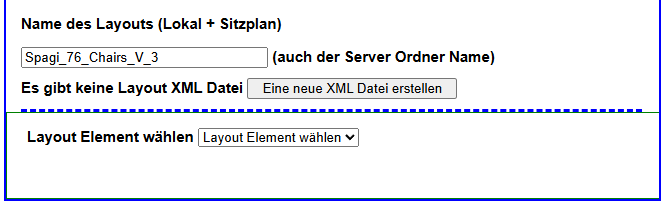 Name des Layouts (Lokal + Sitzplan)
Spagi_76_Chairs_V_3 (auch der Server Ordner Name)
Es gibt keine Layout XML Datei Eine neue XML Datei erstellen
Layout Element wählen Layout Element wählen